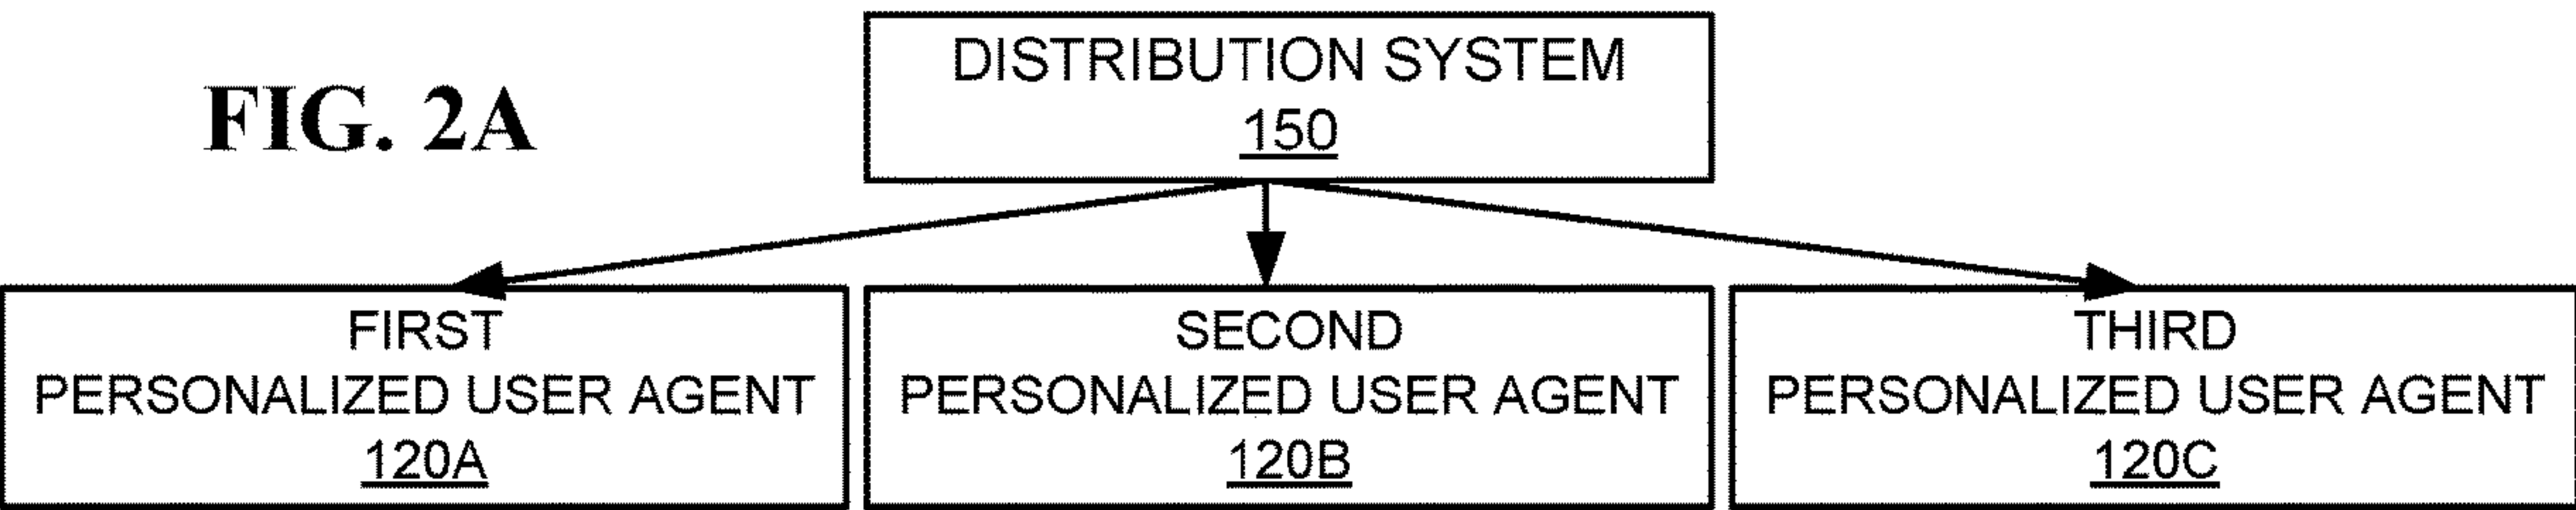 FIG. 2A
DISTRIBUTION SYSTEM
150
FIRST
PERSONALIZED USER AGENT
120A
SECOND
PERSONALIZED USER AGENT
120B
THIRD
PERSONALIZED USER AGENT
120C